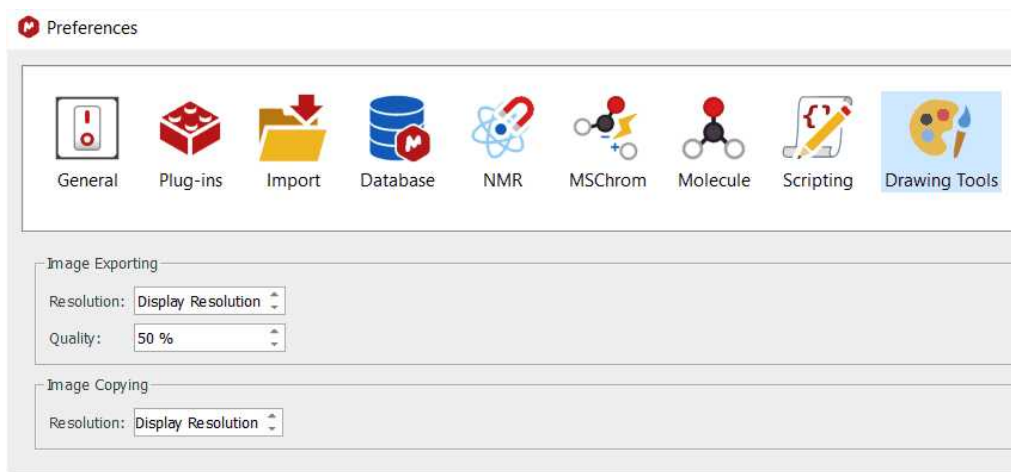 Preferences
General Plug-ins Import Database NMR MSChrom Molecule Scripting Drawing Tools
Image Exporting
Resolution: Display Resolution
Quality: 50 %
Image Copying
Resolution: Display Resolution